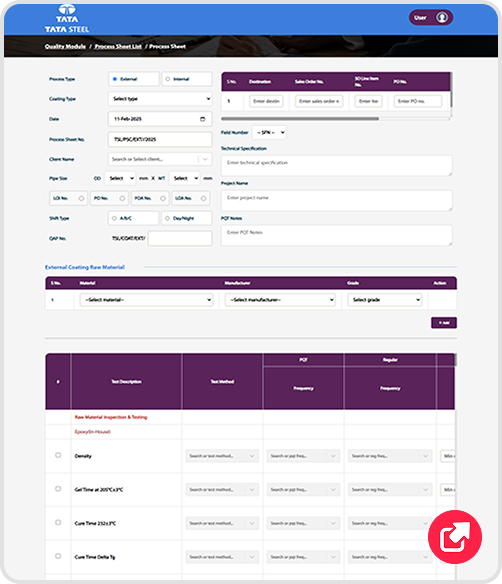 TATA
TATA STEEL
User
Quality Module / Process Sheet List / Process Sheet
Process Type External Internal
Coating Type Select type
Date 11-Feb-2025
Process Sheet No. TSL/PSC/EXT//2025
Client Name Search or Select client...
Pipe Size OD Select mm X WT Select mm
LOI No. PO No. FOA No. LOA No.
Shift Type A/B/C Day/Night
QAP No. TSL/COAT/EXT/
S No. Destination Sales Order No. SO Line Item No. PO No.
1 Enter destin Enter sales order n Enter ite Enter PO no.
Field Number -- SFN --
Technical Specification
Enter technical specification
Project Name
Enter project name
PQT Notes
Enter PQT Notes
External Coating Raw Material
S No. Material Manufacturer Grade Action
1 --Select material-- --Select manufacturer-- Select grade
+ Add
# Test Description Test Method PQT Regular
Frequency Frequency
Raw Material Inspection & Testing
Epoxy(In-House)
Density Search or test method... Search or pqt freq... Search or reg freq... Min
Gel Time at 205°C±3°C Search or test method... Search or pqt freq... Search or reg freq... Min
Cure Time 232±3°C Search or test method... Search or pqt freq... Search or reg freq...
Cure Time Delta Tg Search or test method... Search or pqt freq... Search or reg freq...